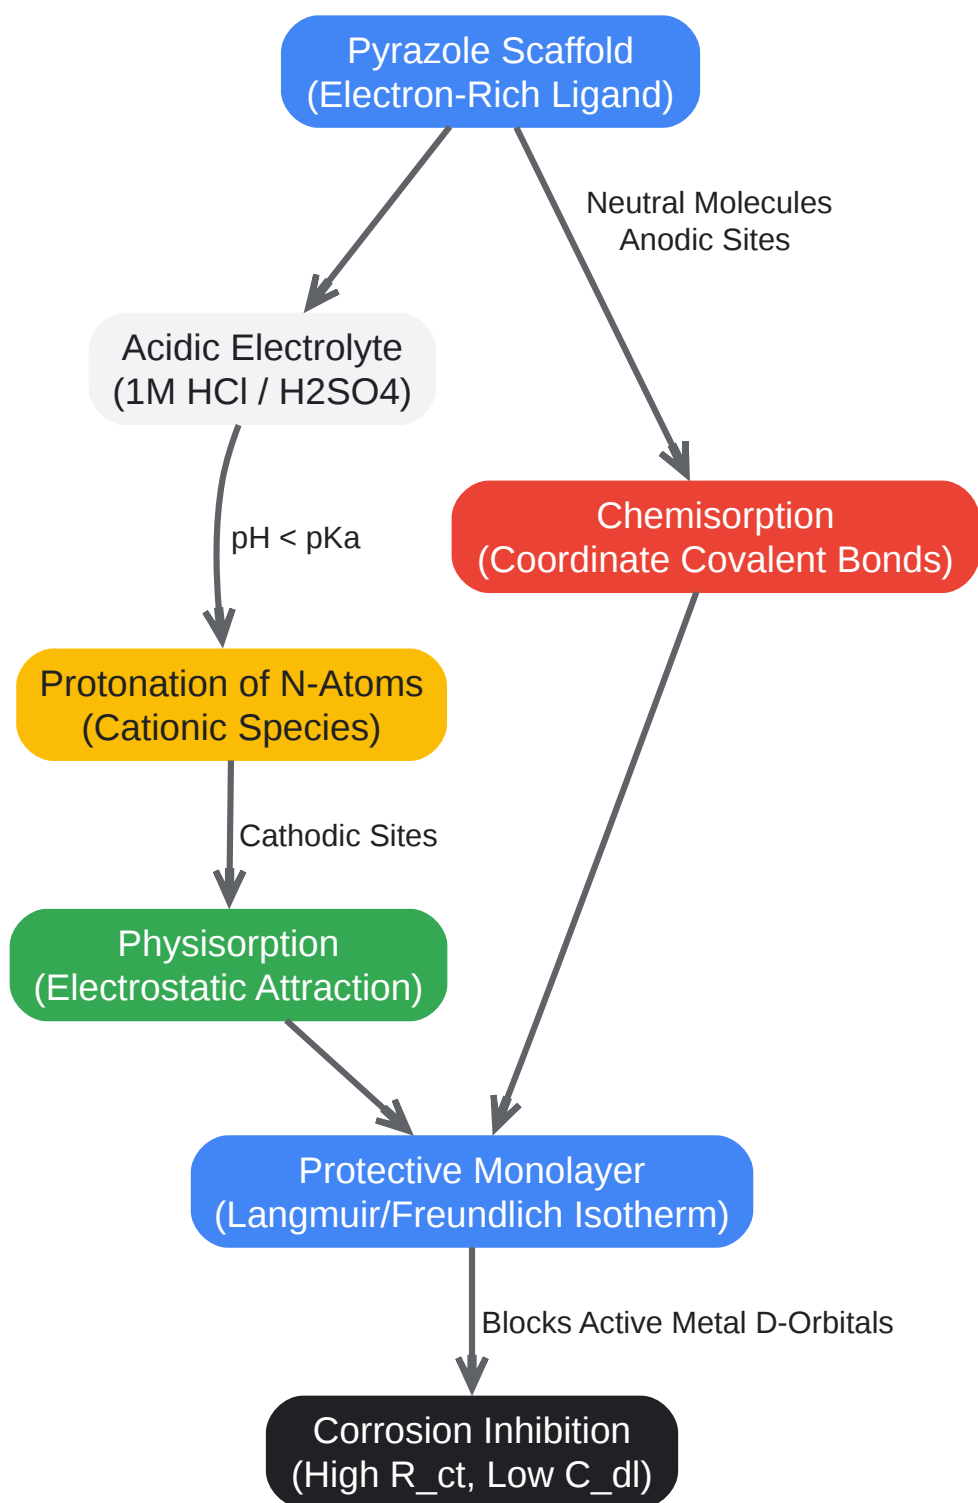 Pyrazole Scaffold
(Electron-Rich Ligand)
Neutral Molecules
Anodic Sites
Acidic Electrolyte
(1M HCl / H2SO4)
Chemisorption
(Coordinate Covalent Bonds)
pH < pKa
Protonation of N-Atoms
(Cationic Species)
Cathodic Sites
Physisorption
(Electrostatic Attraction)
Protective Monolayer
(Langmuir/Freundlich Isotherm)
Blocks Active Metal D-Orbitals
Corrosion Inhibition
(High R_ct, Low C_dl)